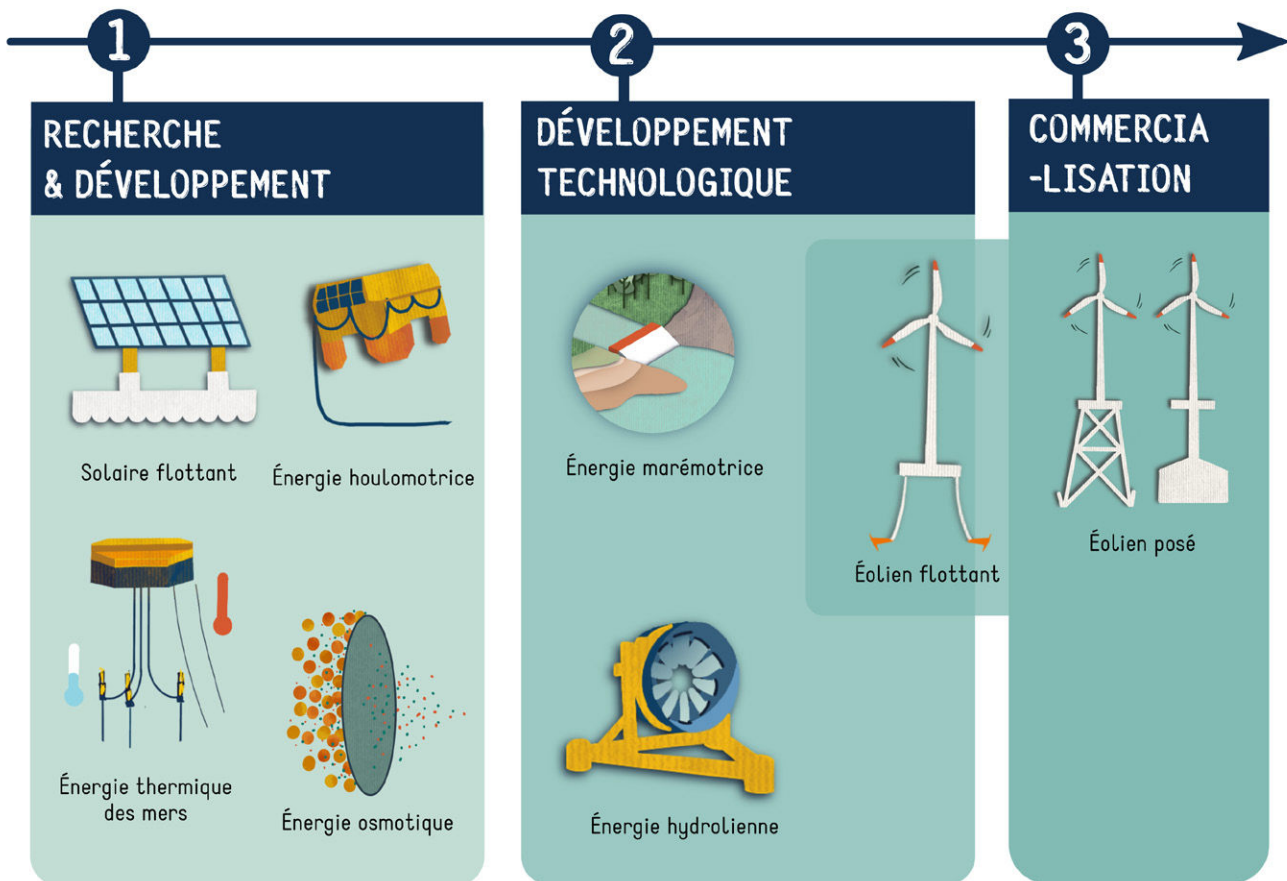 1
2
3
RECHERCHE
& DÉVELOPPEMENT
DÉVELOPPEMENT
TECHNOLOGIQUE
COMMERCIA
-LISATION
Solaire flottant
Énergie houlomotrice
Énergie thermique
des mers
Énergie osmotique
Énergie marémotrice
Éolien flottant
Énergie hydrolienne
Éolien posé